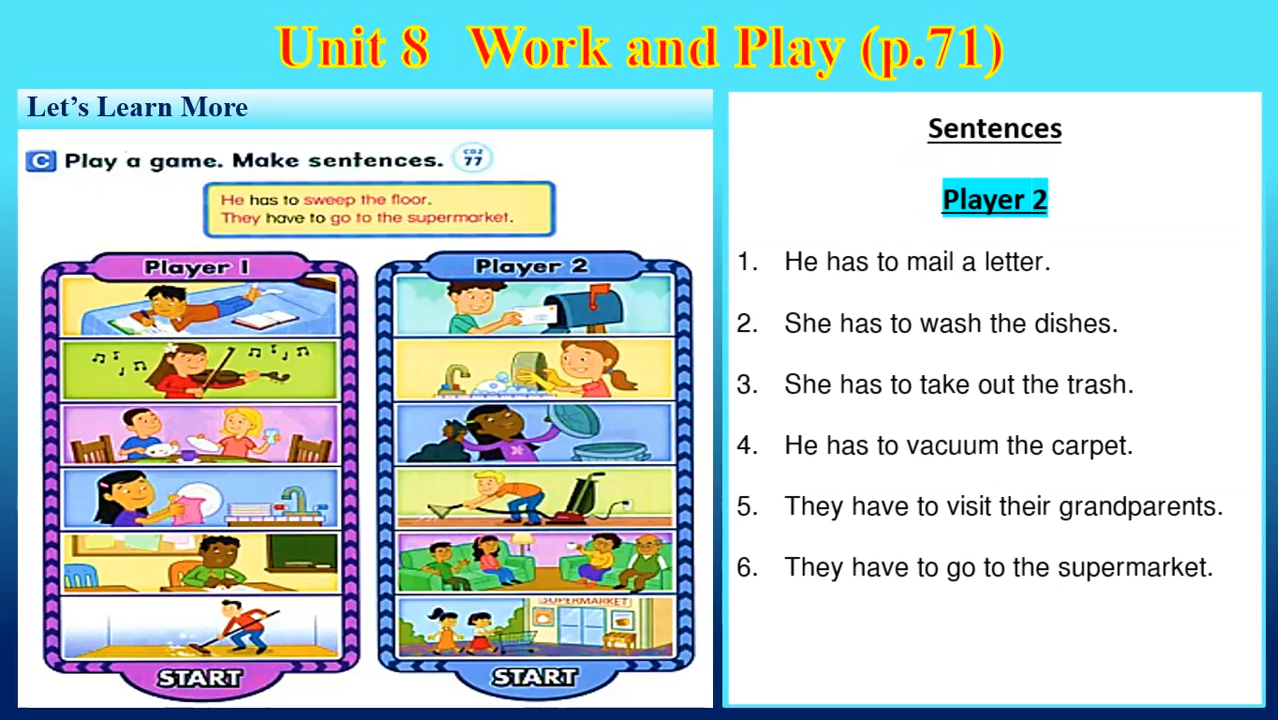 Unit 8 Work and Play (p.71)
Let's Learn More
C Play a game. Make sentences. CD2 77
He has to sweep the floor.
They have to go to the supermarket.
Player 1
START
Player 2
SUPERMARKET
START
Sentences
Player 2
1. He has to mail a letter.
2. She has to wash the dishes.
3. She has to take out the trash.
4. He has to vacuum the carpet.
5. They have to visit their grandparents.
6. They have to go to the supermarket.